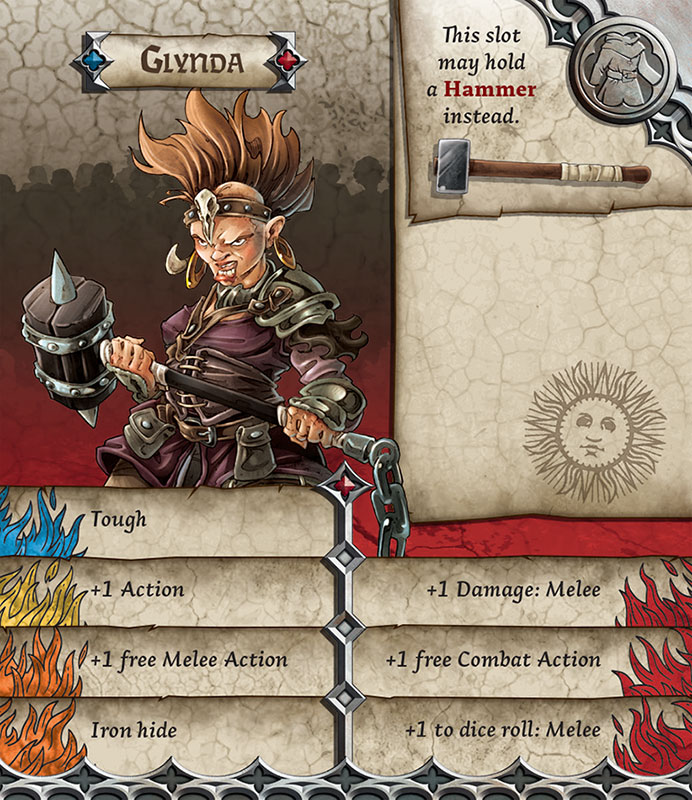 Glynda
This slot
may hold
a Hammer
instead.
Tough
+1 Action
+1 free Melee Action
Iron hide
+1 Damage: Melee
+1 free Combat Action
+1 to dice roll: Melee